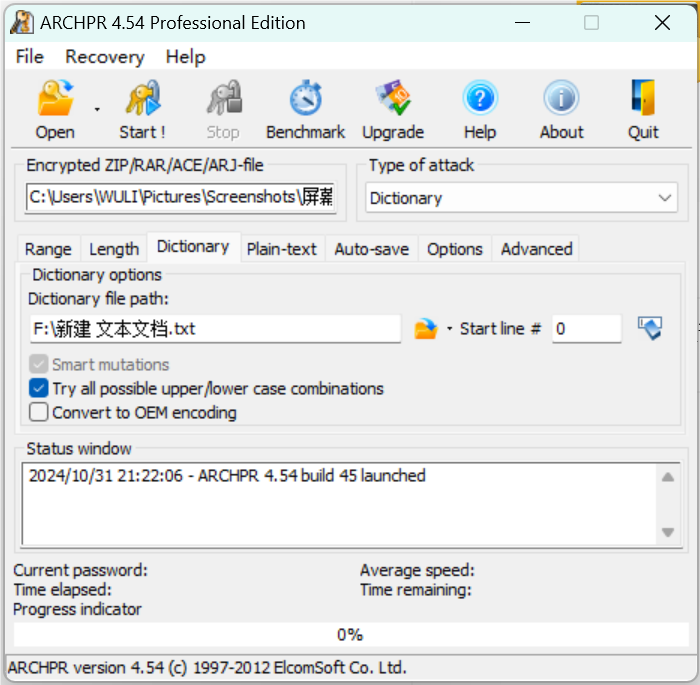 ARCHPR 4.54 Professional Edition
File Recovery Help
Open Start ! Stop Benchmark Upgrade Help About Quit
Encrypted ZIP/RAR/ACE/ARJ-file
C:\Users\WULI\Pictures\Screenshots\屏幕
Type of attack
Dictionary
Range Length Dictionary Plain-text Auto-save Options Advanced
Dictionary options
Dictionary file path:
F:\新建 文本文档.txt Start line # 0
Smart mutations
Try all possible upper/lower case combinations
Convert to OEM encoding
Status window
2024/10/31 21:22:06 - ARCHPR 4.54 build 45 launched
Current password: Average speed:
Time elapsed: Time remaining:
Progress indicator
0%
ARCHPR version 4.54 (c) 1997-2012 ElcomSoft Co. Ltd.